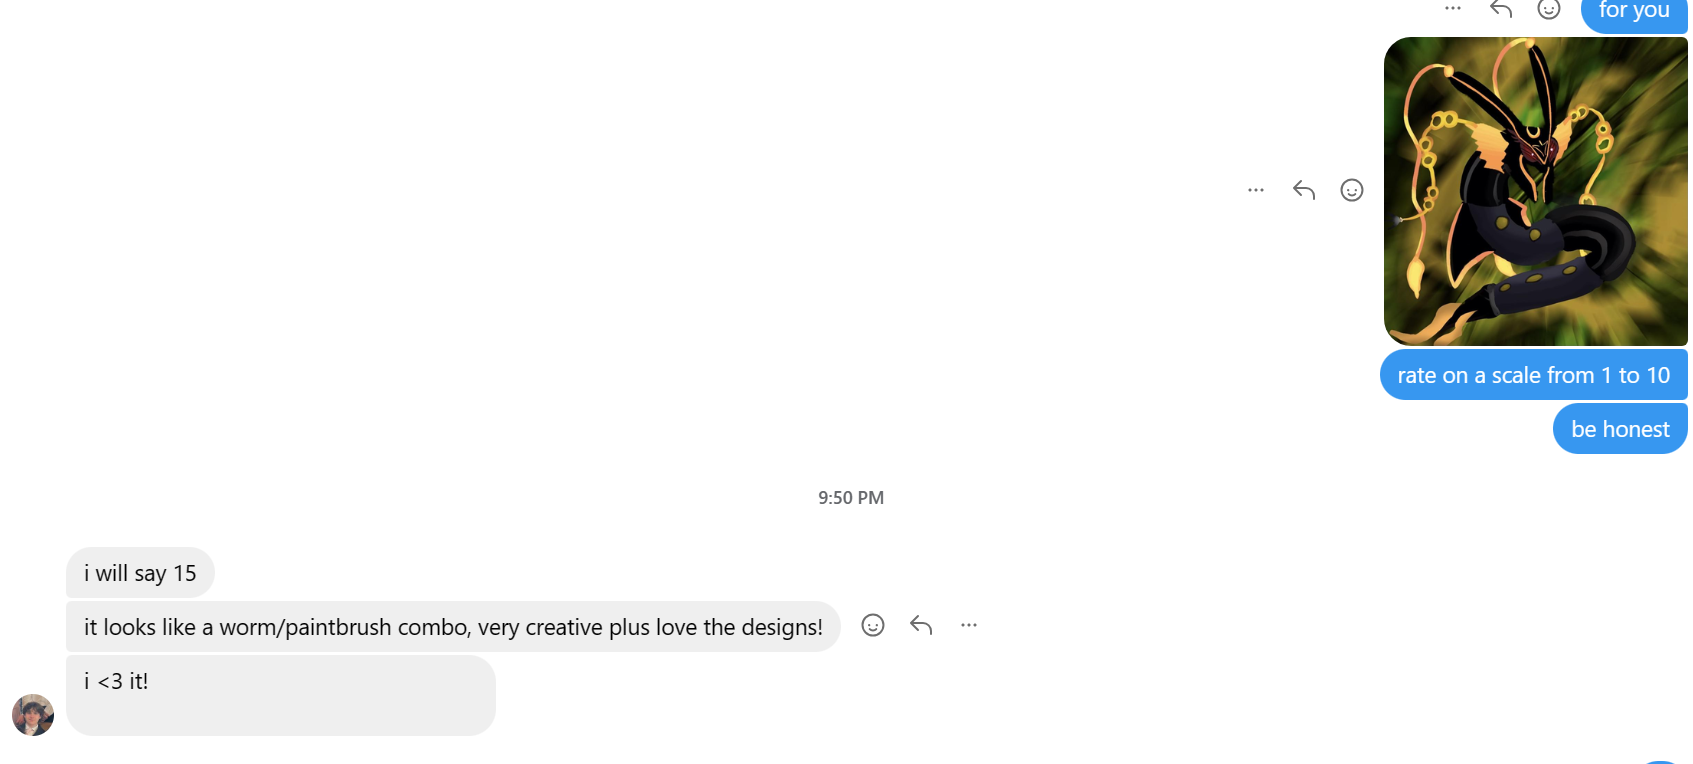 for you
rate on a scale from 1 to 10
be honest
9:50 PM
i will say 15
it looks like a worm/paintbrush combo, very creative plus love the designs!
i <3 it!